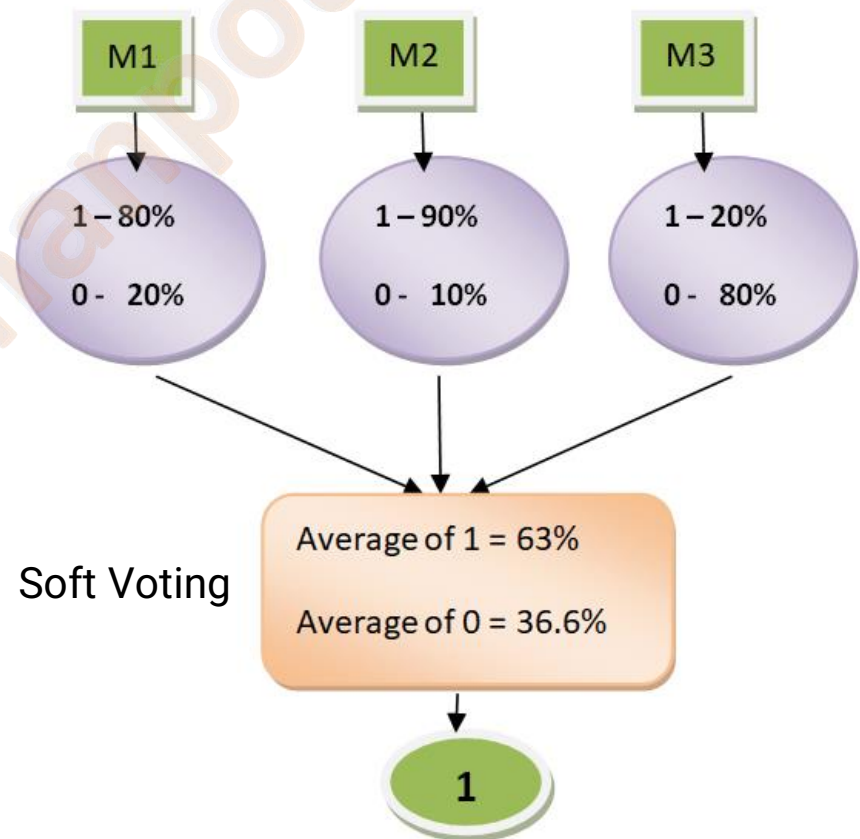 M1
M2
M3
1 – 80%
0 - 20%
1 – 90%
0 - 10%
1 – 20%
0 - 80%
Soft Voting
Average of 1 = 63%
Average of 0 = 36.6%
1